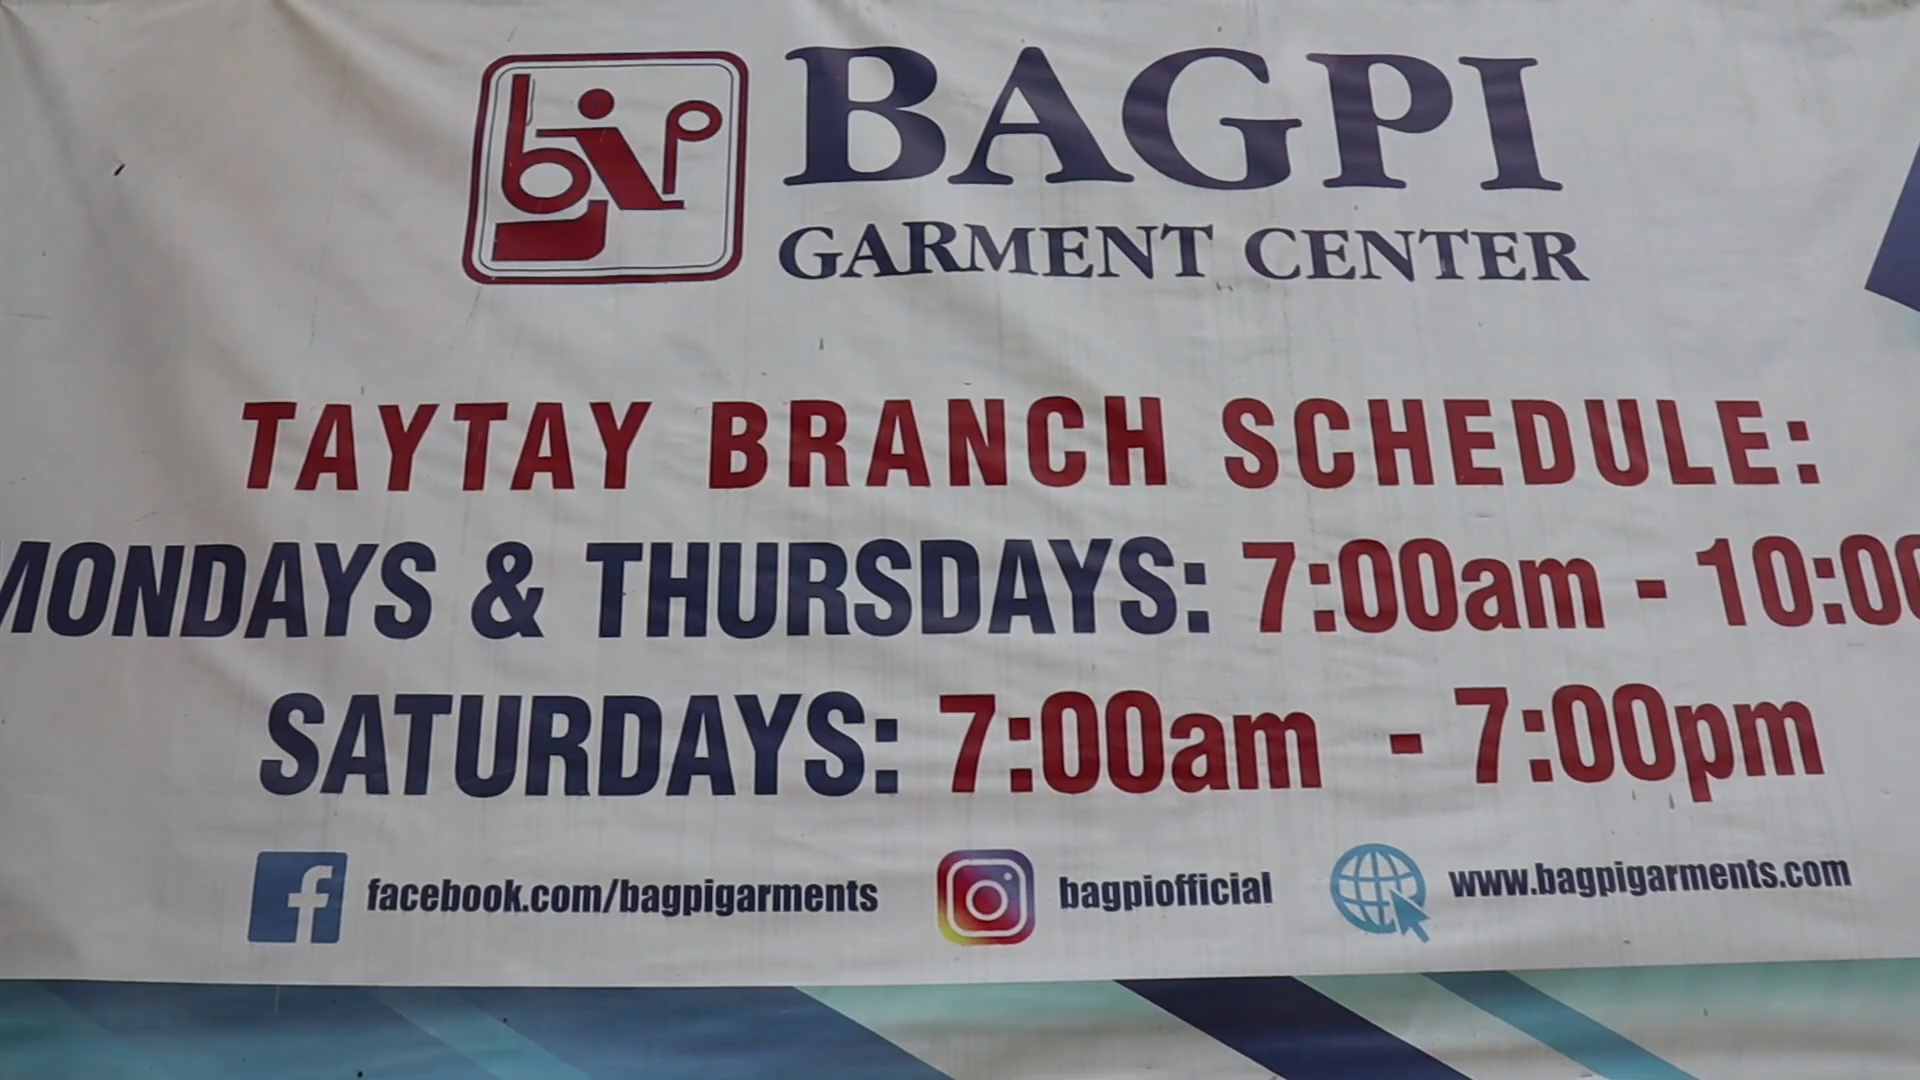 bgip BAGPI
GARMENT CENTER
TAYTAY BRANCH SCHEDULE:
MONDAYS & THURSDAYS: 7:00am - 10:00
SATURDAYS: 7:00am - 7:00pm
facebook.com/bagpigarments bagpiofficial www.bagpigarments.com